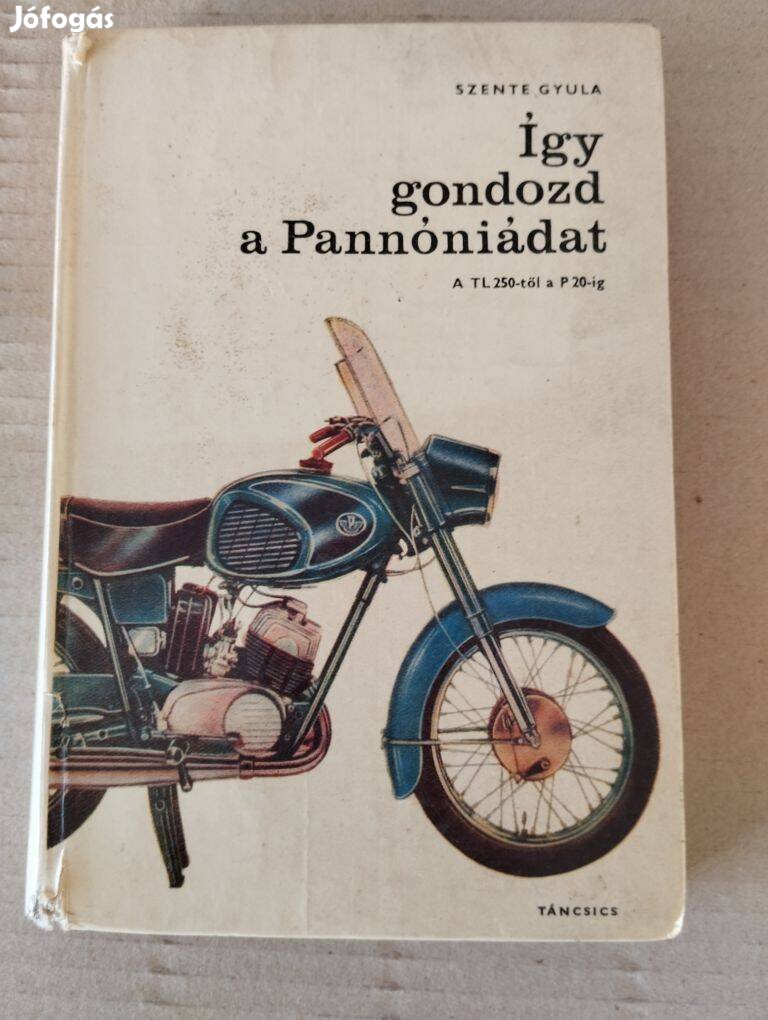 Jófogás
SZENTE GYULA
Így
gondozd
a Pannóniádat
A TL 250-től a P 20-ig
P
TÁNCSICS